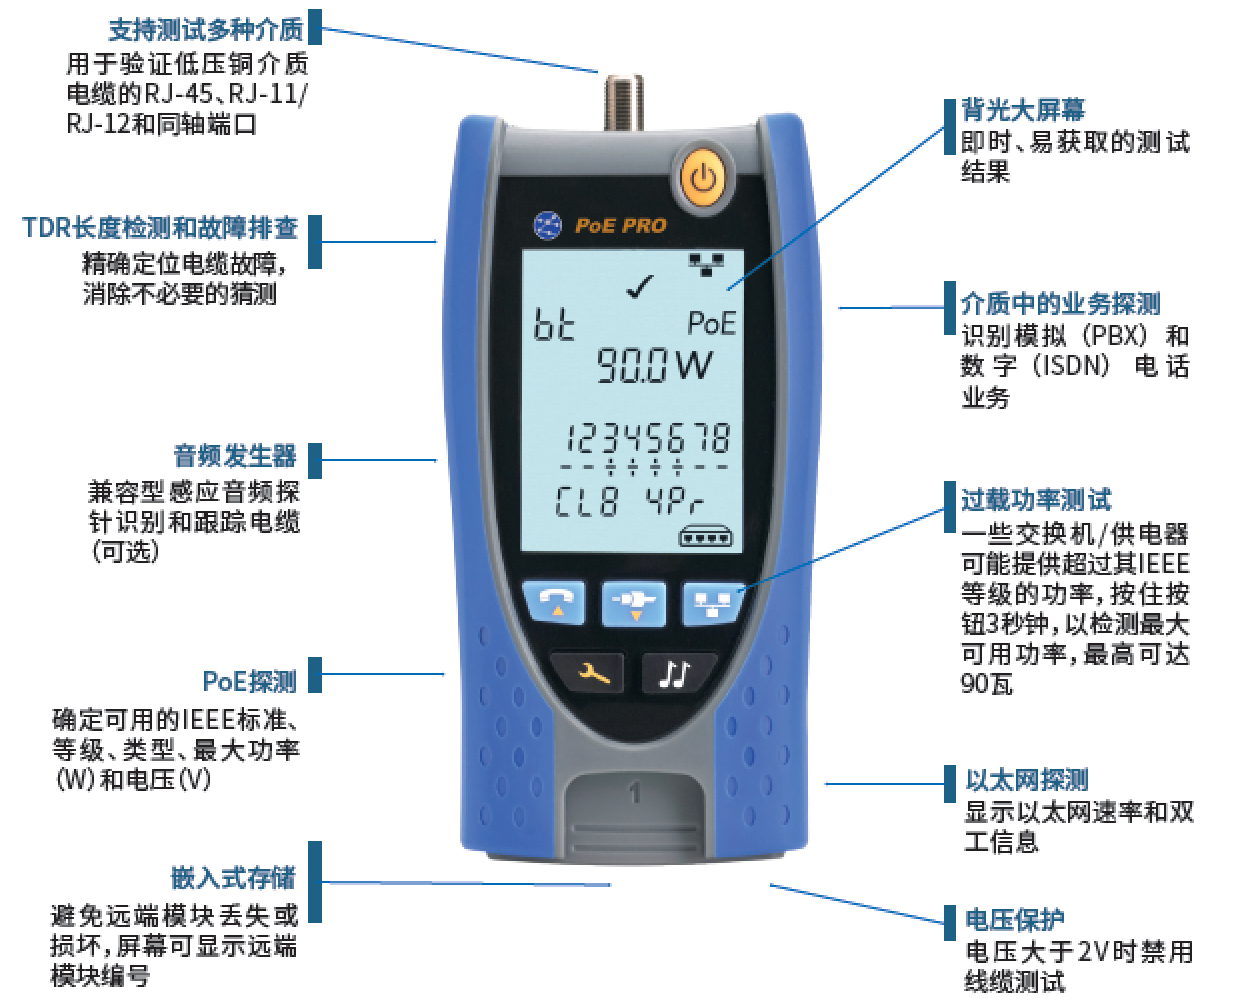 支持测试多种介质
用于验证低压铜介质
电缆的RJ-45、RJ-11/
RJ-12和同轴端口
TDR长度检测和故障排查
精确定位电缆故障，
消除不必要的猜测
音频发生器
兼容型感应音频探
针识别和跟踪电缆
（可选）
PoE探测
确定可用的IEEE标准、
等级、类型、最大功率
（W）和电压（V）
嵌入式存储
避免远端模块丢失或
损坏，屏幕可显示远端
模块编号
PoE PRO
bt
PoE
90.0W
12345678
CL8 4Pr
1
背光大屏幕
即时、易获取的测试
结果
介质中的业务探测
识别模拟（PBX）和
数字（ISDN）电话
业务
过载功率测试
一些交换机/供电器
可能提供超过其IEEE
等级的功率，按住按
钮3秒钟，以检测最大
可用功率，最高可达
90瓦
以太网探测
显示以太网速率和双
工信息
电压保护
电压大于2V时禁用
线缆测试